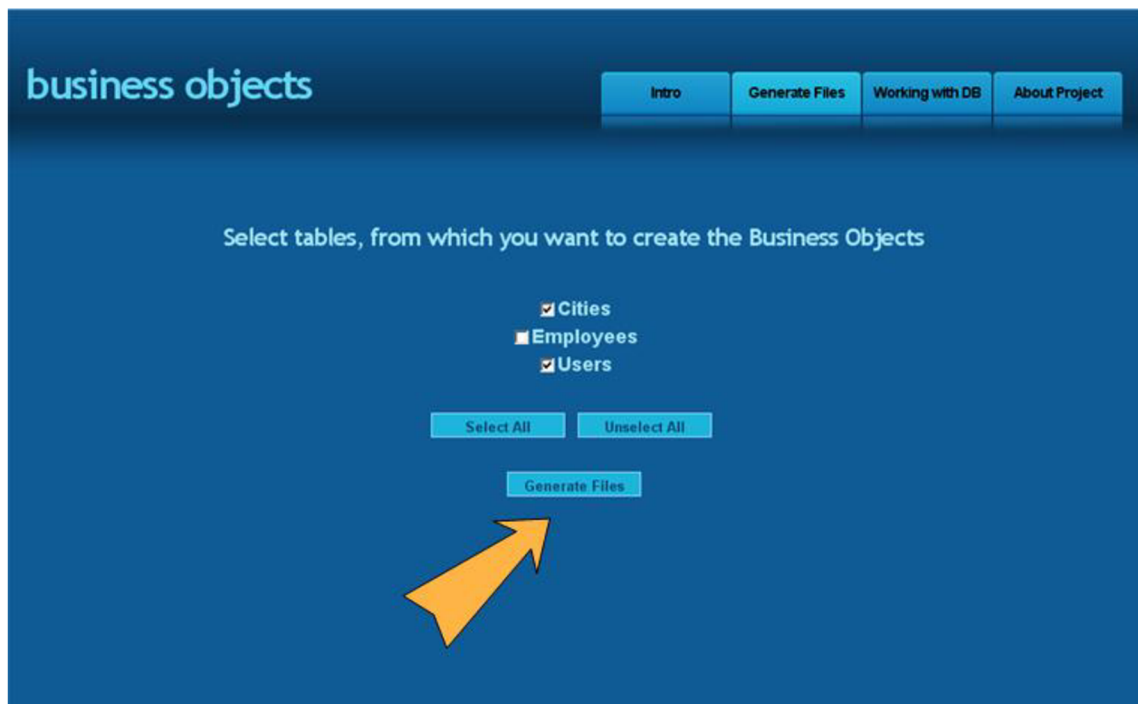 business objects
Intro
Generate Files
Working with DB
About Project
Select tables, from which you want to create the Business Objects
Cities
Employees
Users
Select All
Unselect All
Generate Files